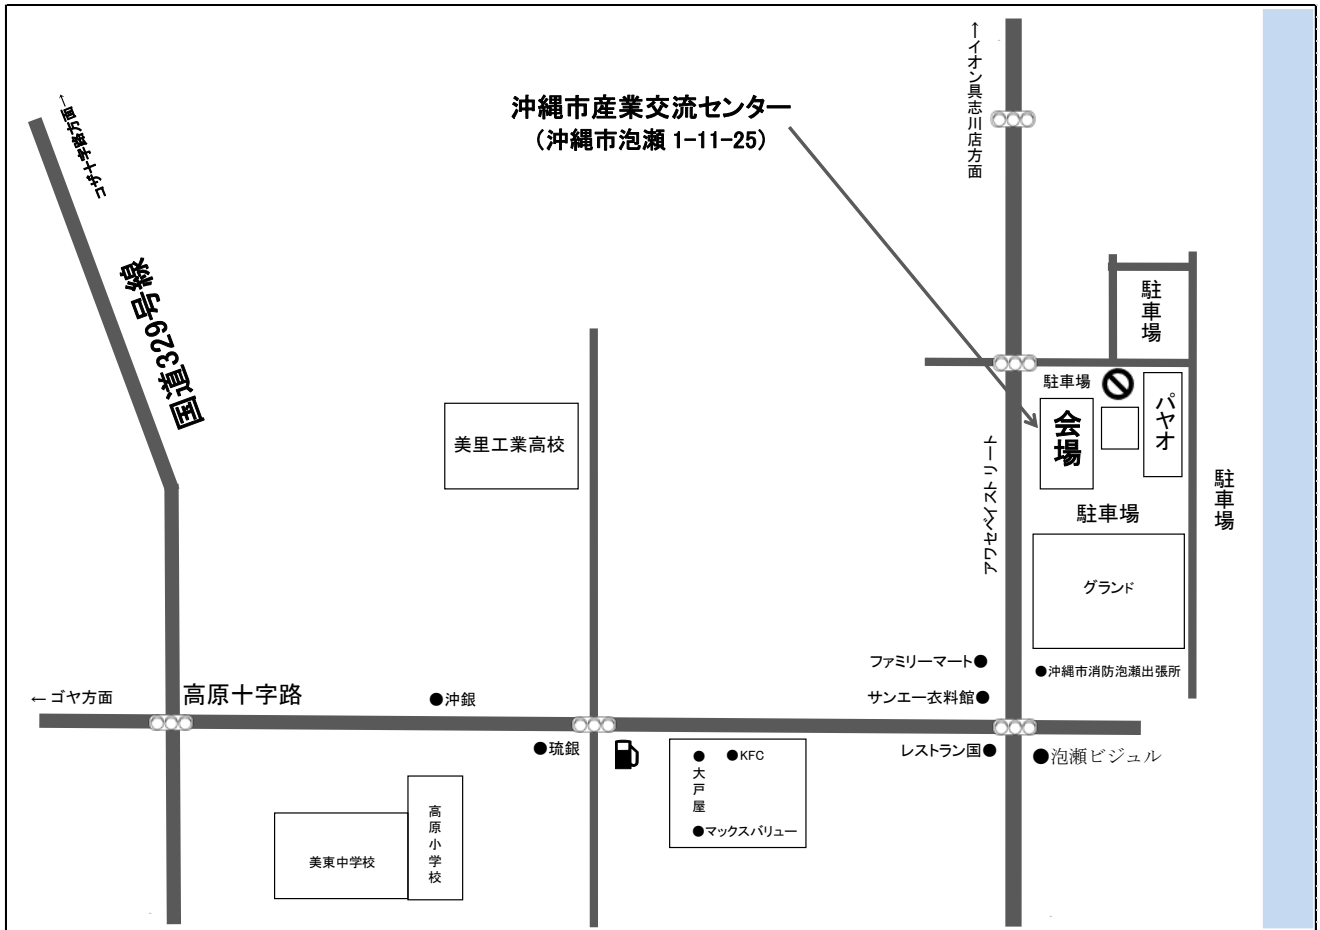 ←イオン具志川店方面
沖縄市産業交流センター
（沖縄市泡瀬 1-11-25）
コザ十字路方面→
国道329号線
駐車場
駐車場
会場
パヤオ
美里工業高校
アワセベイストリート
駐車場
駐車場
グランド
ファミリーマート●
●沖縄市消防泡瀬出張所
←ゴヤ方面
高原十字路
●沖銀
サンエー衣料館●
●琉銀
●大戸屋
●KFC
●マックスバリュー
レストラン国●
●泡瀬ビジュル
高原小学校
美東中学校